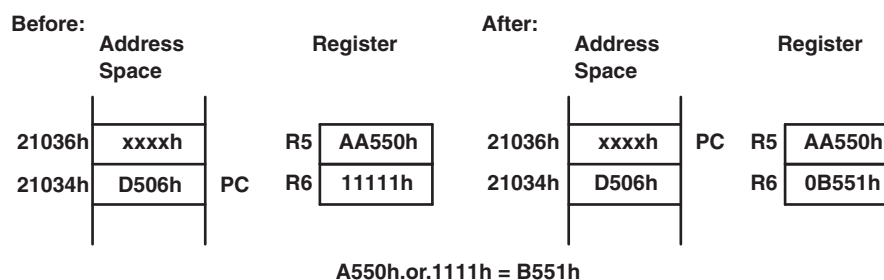 Before:
Address Space
Register
21036h xxxxh
21034h D506h PC
R5 AA550h
R6 11111h
After:
Address Space
Register
21036h xxxxh PC
21034h D506h
R5 AA550h
R6 0B551h
A550h.or.1111h = B551h